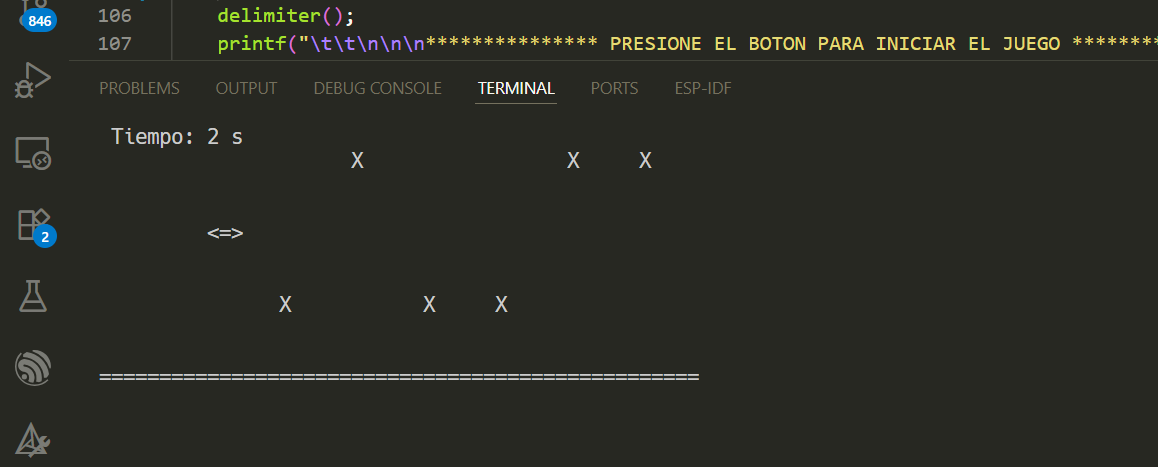 846
106 delimiter();
107 printf("\t\t\n\n\n*************** PRESIONE EL BOTON PARA INICIAR EL JUEGO ********
PROBLEMS OUTPUT DEBUG CONSOLE TERMINAL PORTS ESP-IDF
Tiempo: 2 s
X X X
2
<=>
X X X
==================================================